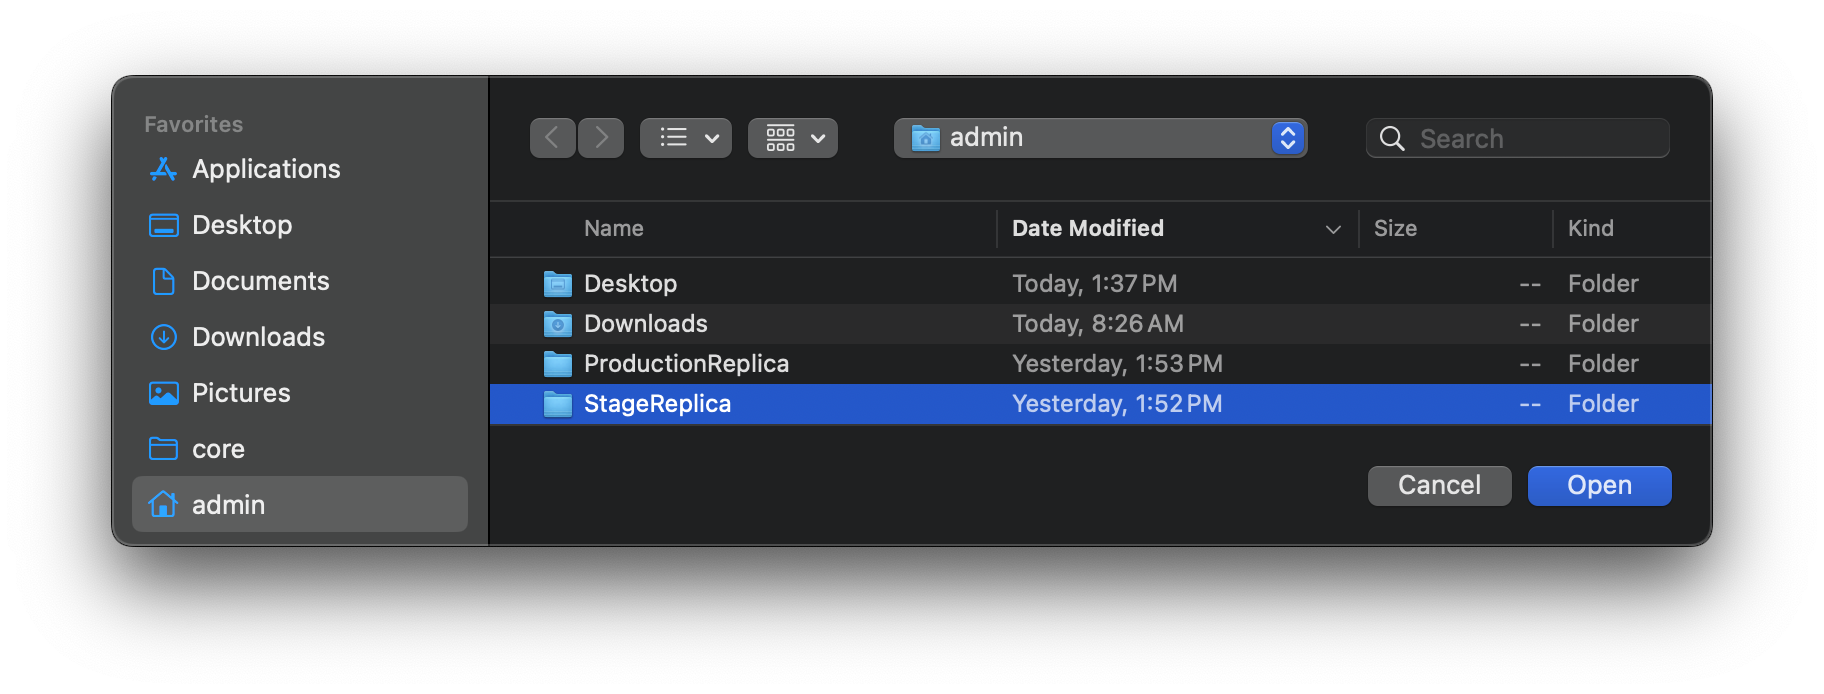 Favorites
Applications
Desktop
Documents
Downloads
Pictures
core
admin
admin
Search
Name Date Modified Size Kind
Desktop Today, 1:37 PM -- Folder
Downloads Today, 8:26 AM -- Folder
ProductionReplica Yesterday, 1:53 PM -- Folder
StageReplica Yesterday, 1:52 PM -- Folder
Cancel Open